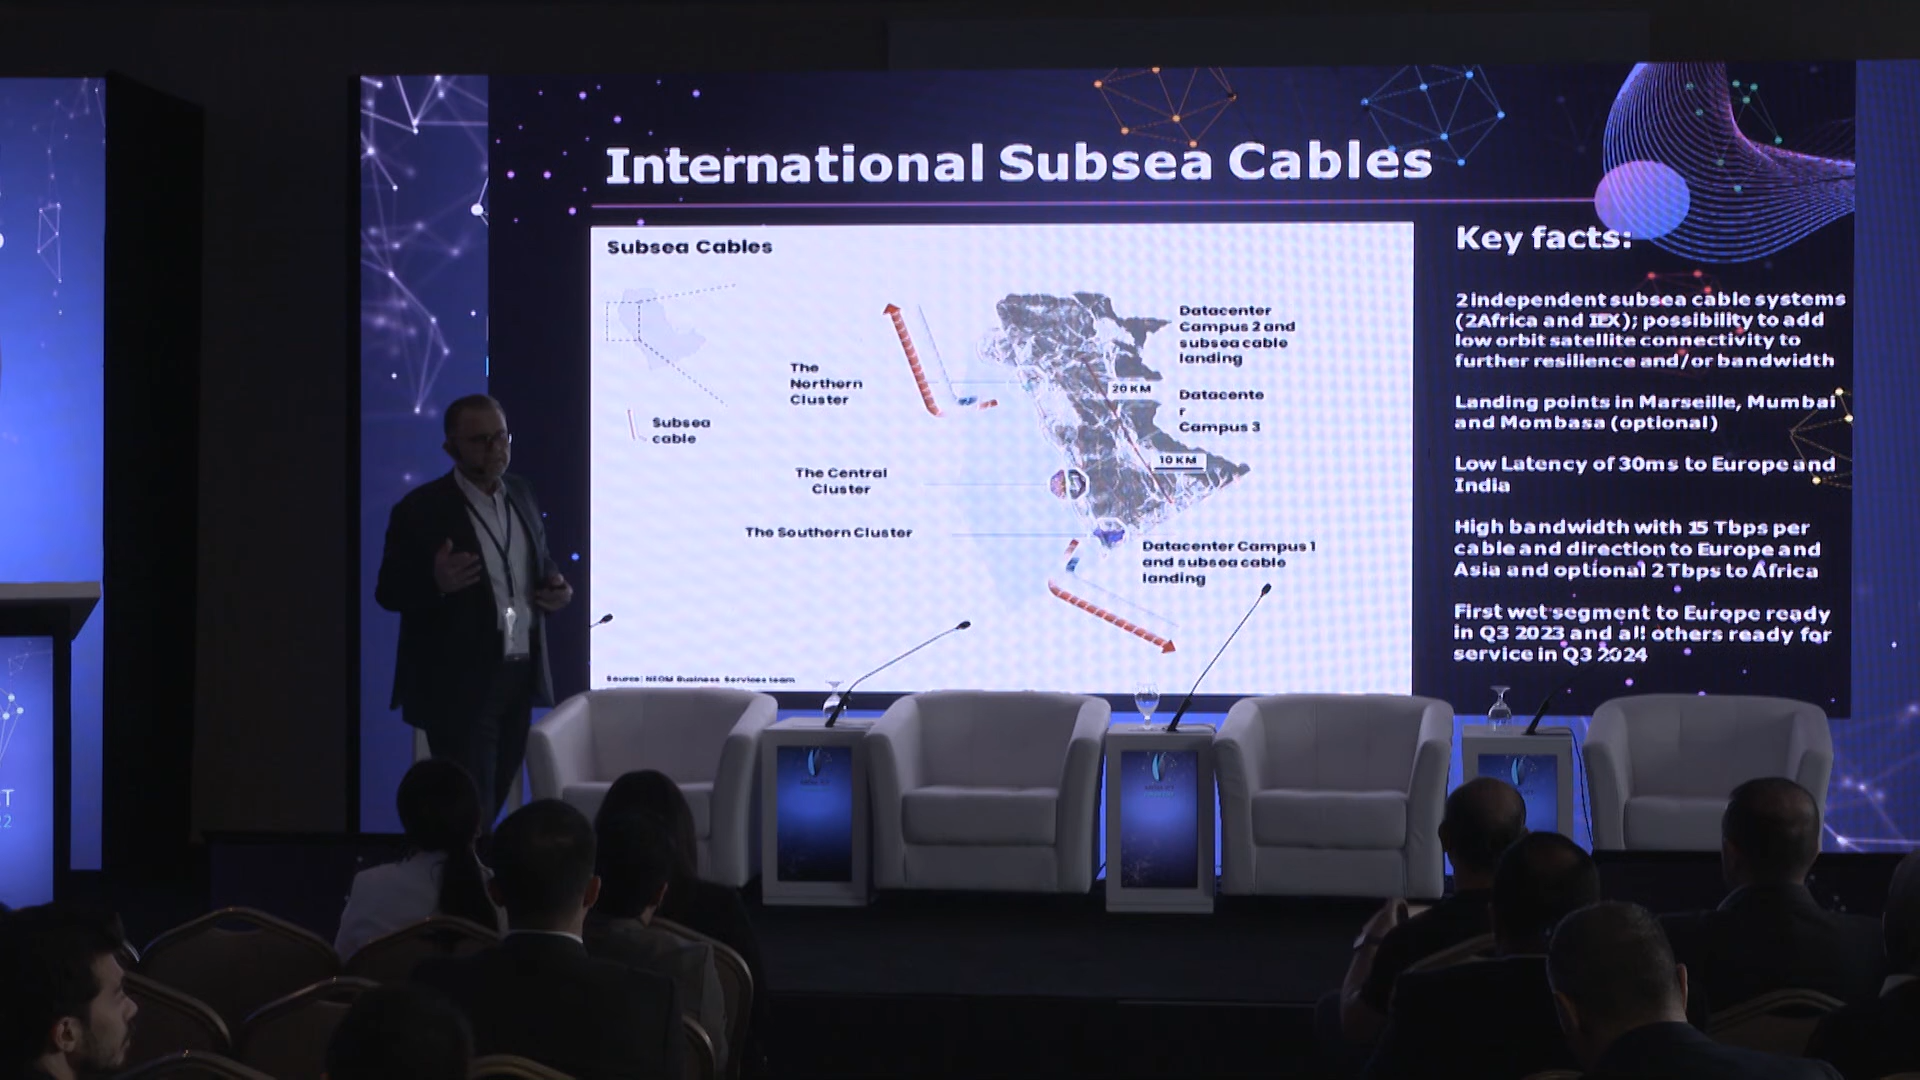 International Subsea Cables
Subsea Cables
Subsea
cable
The
Northern
Cluster
The Central
Cluster
The Southern Cluster
Datacenter
Campus 2 and
subsea cable
landing
20 KM
Datacente
r
Campus 3
10 KM
Datacenter Campus 1
and subsea cable
landing
Source: NEOM Business Services team
Key facts:
2 independent subsea cable systems
(2Africa and IEX); possibility to add
low orbit satellite connectivity to
further resilience and/or bandwidth
Landing points in Marseille, Mumbai
and Mombasa (optional)
Low Latency of 30ms to Europe and
India
High bandwidth with 15 Tbps per
cable and direction to Europe and
Asia and optional 2 Tbps to Africa
First wet segment to Europe ready
in Q3 2023 and all others ready for
service in Q3 2024